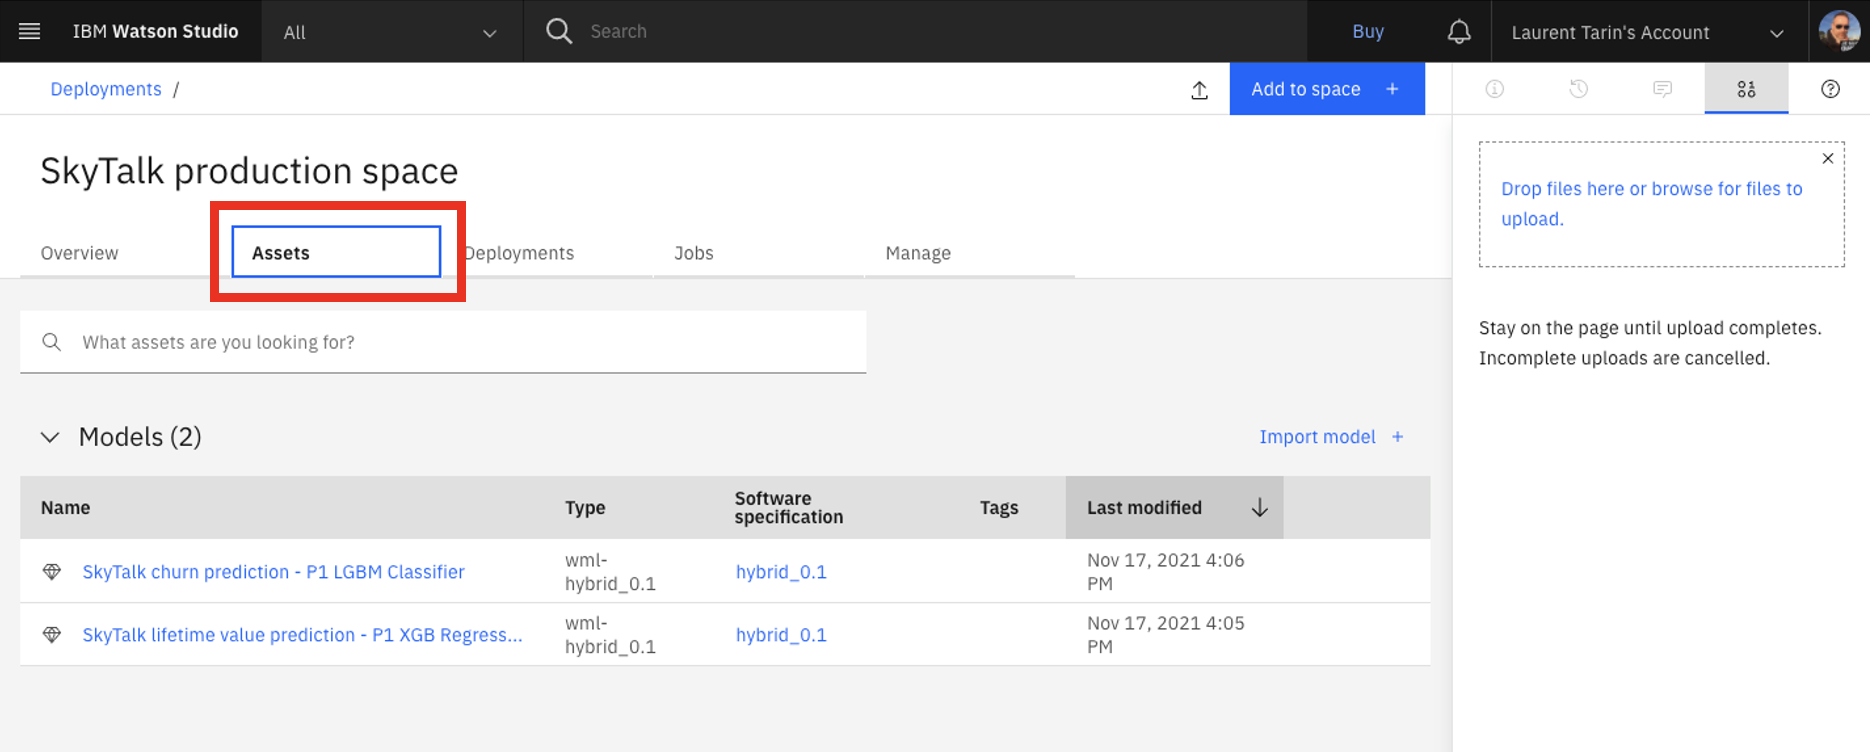 IBM Watson Studio
All
Search
Buy
Laurent Tarin's Account
Deployments /
Add to space +
SkyTalk production space
Overview
Assets
Deployments
Jobs
Manage
Drop files here or browse for files to
upload.
Stay on the page until upload completes.
Incomplete uploads are cancelled.
What assets are you looking for?
Models (2)
Import model +
Name
Type
Software
specification
Tags
Last modified
SkyTalk churn prediction - P1 LGBM Classifier
wml-
hybrid_0.1
hybrid_0.1
Nov 17, 2021 4:06
PM
SkyTalk lifetime value prediction - P1 XGB Regress...
wml-
hybrid_0.1
hybrid_0.1
Nov 17, 2021 4:05
PM